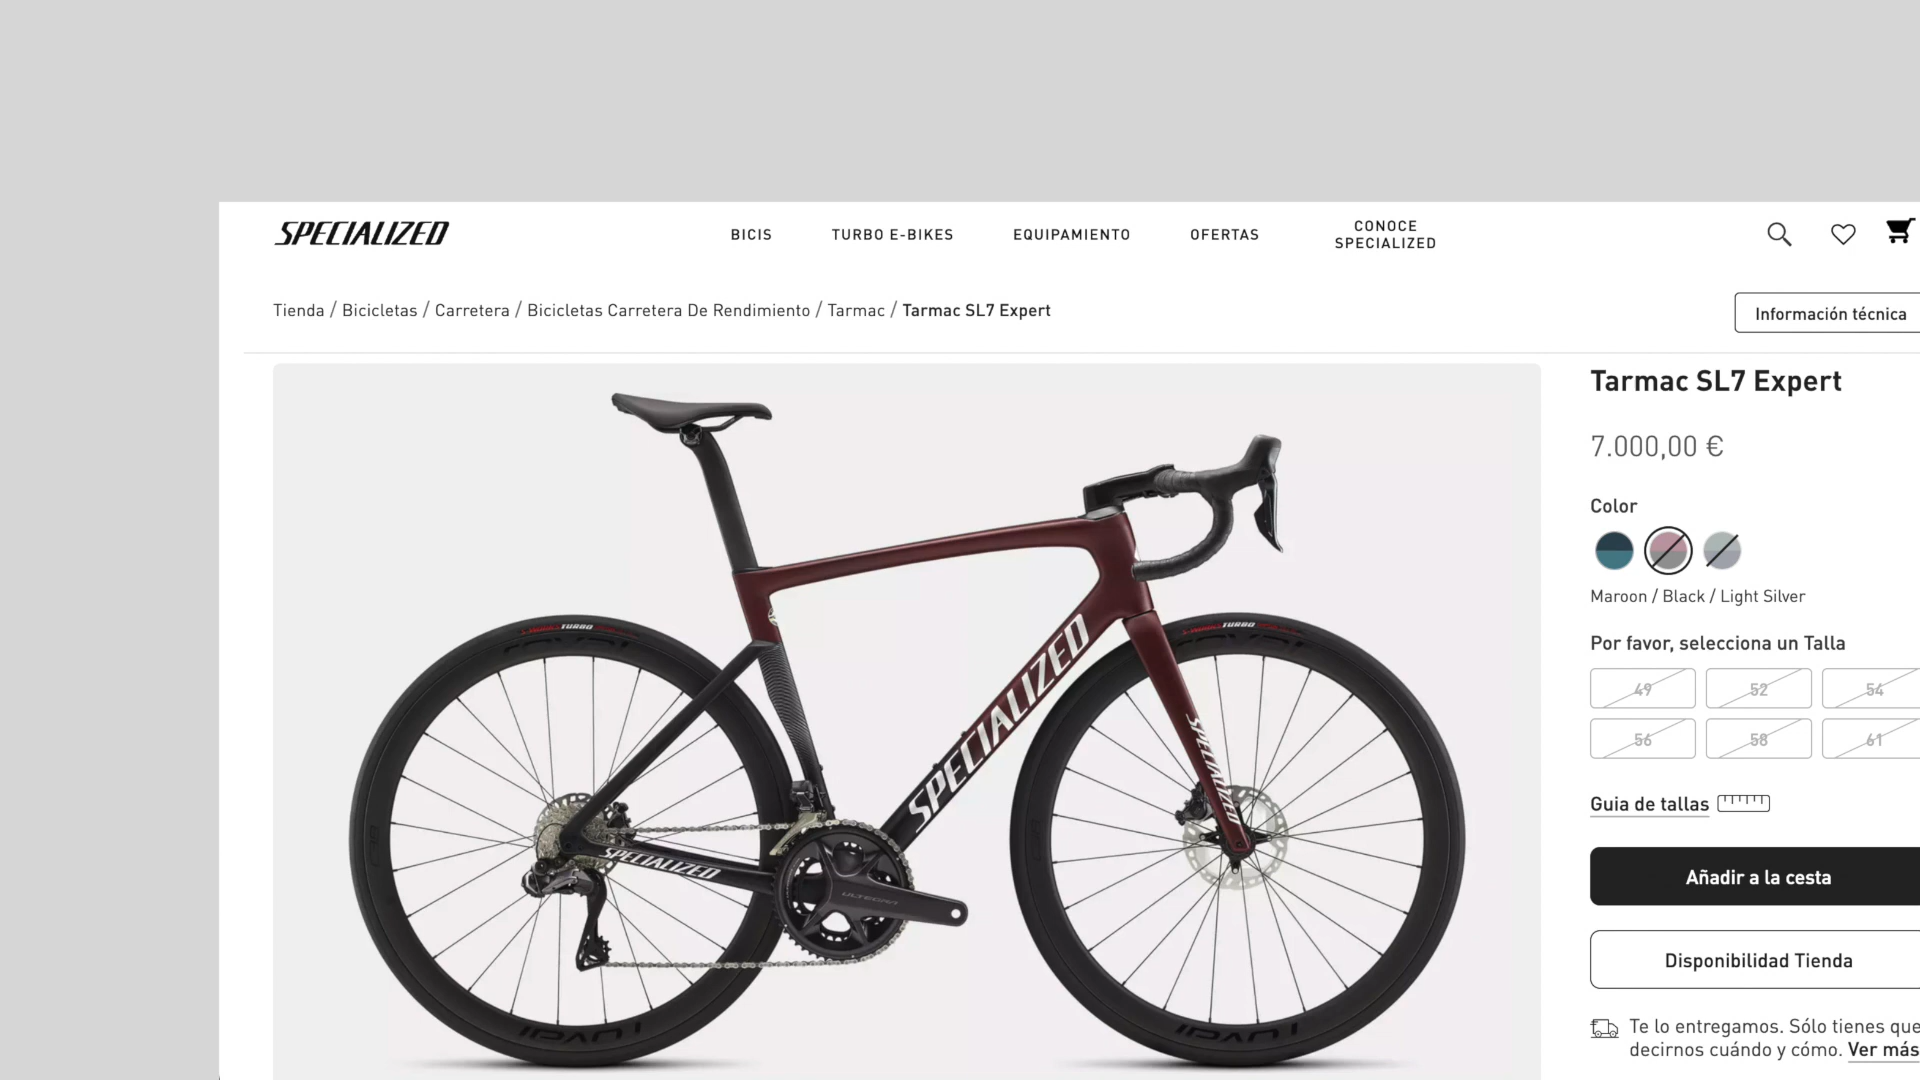 SPECIALIZED
BICIS
TURBO E-BIKES
EQUIPAMIENTO
OFERTAS
CONOCE
SPECIALIZED
Tienda / Bicicletas / Carretera / Bicicletas Carretera De Rendimiento / Tarmac / Tarmac SL7 Expert
Información técnica
Tarmac SL7 Expert
7.000,00 €
Color
Maroon / Black / Light Silver
Por favor, selecciona un Talla
49
52
54
56
58
61
Guia de tallas
Añadir a la cesta
Disponibilidad Tienda
Te lo entregamos. Sólo tienes que
decirnos cuándo y cómo. Ver más
TURBO
TURBO
SPECIALIZED
SPECIALIZED
SPECIALIZED
ULTEGRA